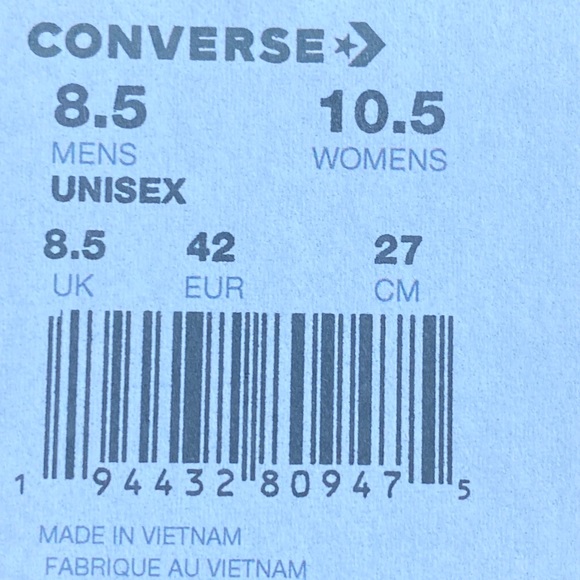 CONVERSE
8.5 10.5
MENS WOMENS
UNISEX
8.5 42 27
UK EUR CM
1 94432 80947 5
MADE IN VIETNAM
FABRIQUE AU VIETNAM